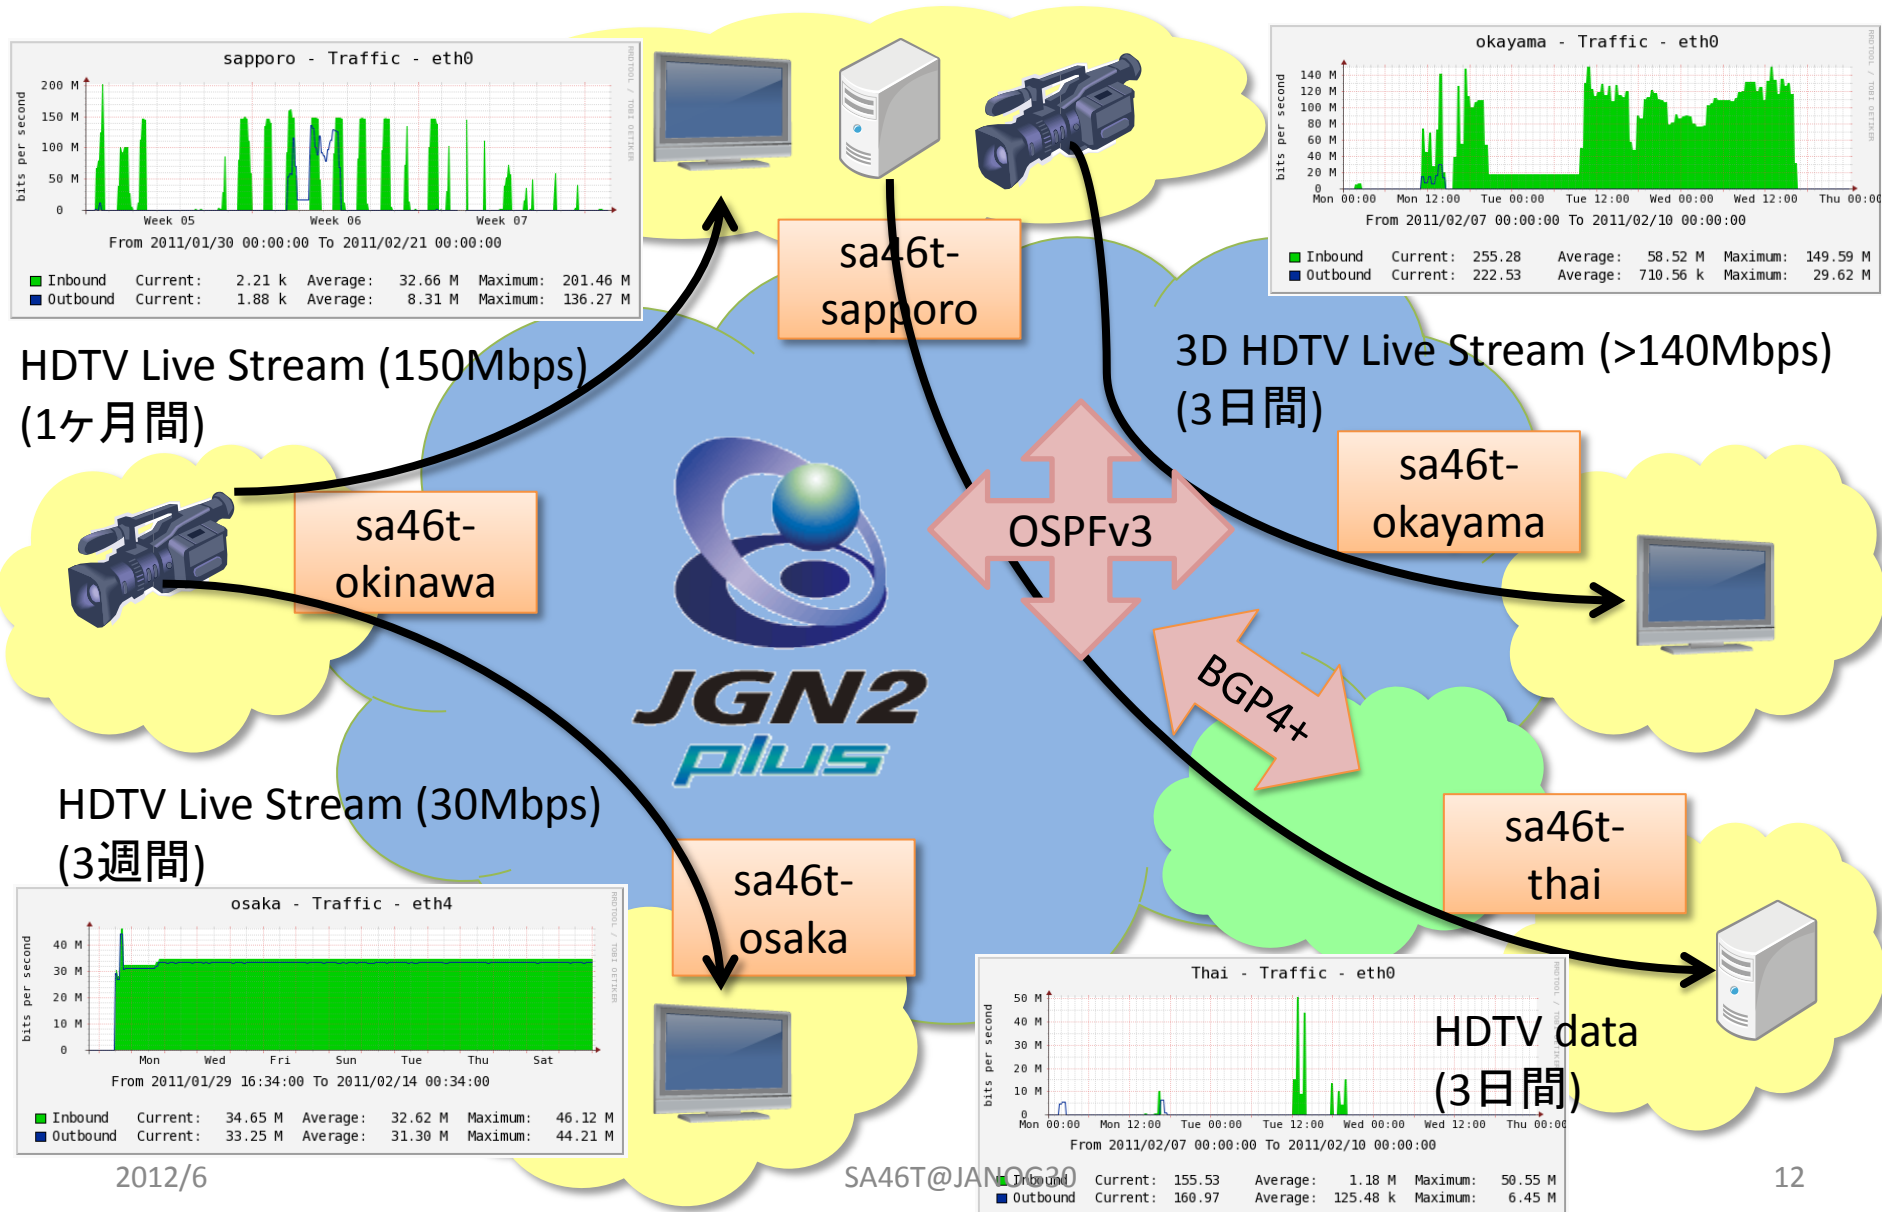 sapporo - Traffic - eth0
RRDTOOL / TOBI OETIKER
bits per second
200 M
150 M
100 M
50 M
0
Week 05 Week 06 Week 07
From 2011/01/30 00:00:00 To 2011/02/21 00:00:00
Inbound Current: 2.21 k Average: 32.66 M Maximum: 201.46 M
Outbound Current: 1.88 k Average: 8.31 M Maximum: 136.27 M
okayama - Traffic - eth0
RRDTOOL / TOBI OETIKER
bits per second
140 M
120 M
100 M
80 M
60 M
40 M
20 M
0
Mon 00:00 Mon 12:00 Tue 00:00 Tue 12:00 Wed 00:00 Wed 12:00 Thu 00:00
From 2011/02/07 00:00:00 To 2011/02/10 00:00:00
Inbound Current: 255.28 Average: 58.52 M Maximum: 149.59 M
Outbound Current: 222.53 Average: 710.56 k Maximum: 29.62 M
sa46t-
sapporo
HDTV Live Stream (150Mbps)
(1ヶ月間)
3D HDTV Live Stream (>140Mbps)
(3日間)
sa46t-
okinawa
OSPFv3
sa46t-
okayama
JGN2
plus
BGP4+
HDTV Live Stream (30Mbps)
(3週間)
sa46t-
osaka
sa46t-
thai
osaka - Traffic - eth4
RRDTOOL / TOBI OETIKER
bits per second
40 M
30 M
20 M
10 M
0
Mon Wed Fri Sun Tue Thu Sat
From 2011/01/29 16:34:00 To 2011/02/14 00:34:00
Inbound Current: 34.65 M Average: 32.62 M Maximum: 46.12 M
Outbound Current: 33.25 M Average: 31.30 M Maximum: 44.21 M
Thai - Traffic - eth0
bits per second
50 M
40 M
30 M
20 M
10 M
0
Mon 00:00 Mon 12:00 Tue 00:00 Tue 12:00 Wed 00:00 Wed 12:00 Thu 00:00
From 2011/02/07 00:00:00 To 2011/02/10 00:00:00
Inbound Current: 155.53 Average: 1.18 M Maximum: 50.55 M
Outbound Current: 160.97 Average: 125.48 k Maximum: 6.45 M
HDTV data
(3日間)
2012/6
SA46T@JANOG30
12